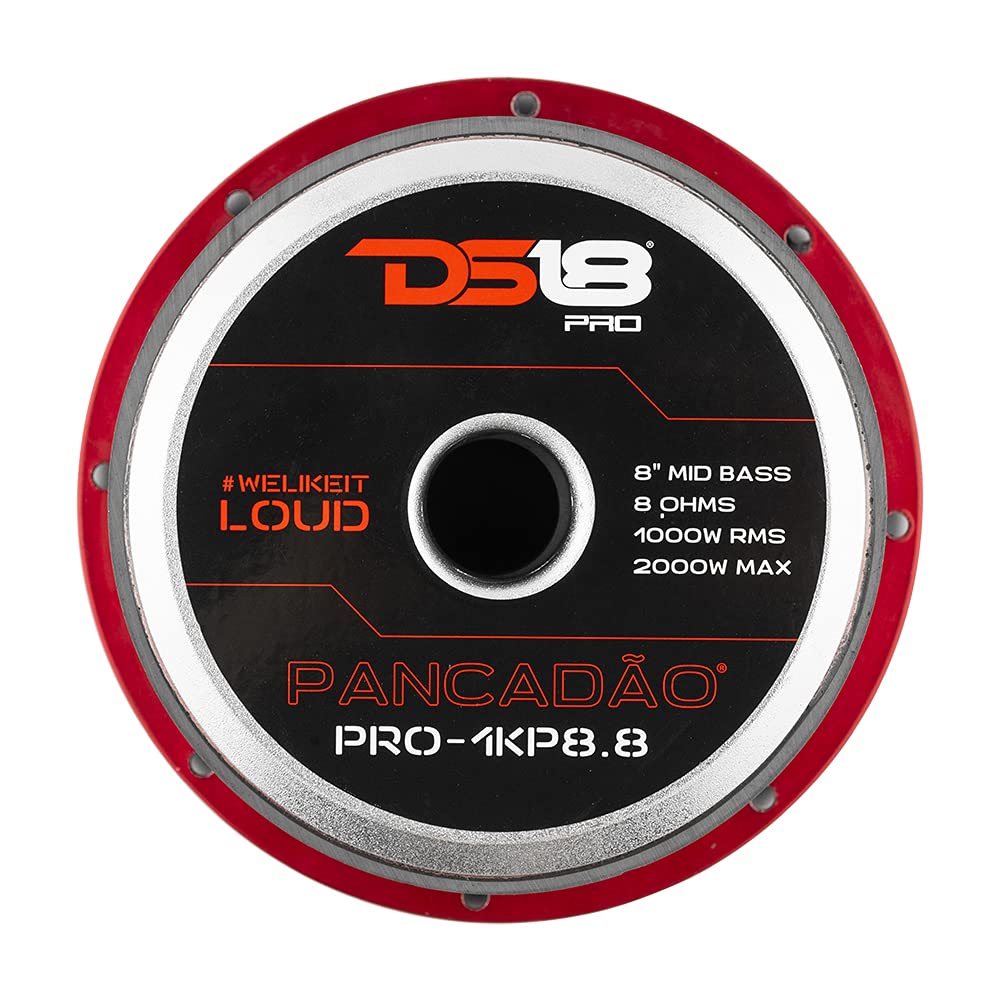 DS18®
PRO
#WELIKEIT
LOUD
8" MID BASS
8 OHMS
1000W RMS
2000W MAX
PANCADÃO®
PRO-1KP8.8